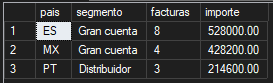 pais segmento facturas importe
1 ES Gran cuenta 8 528000.00
2 MX Gran cuenta 4 428200.00
3 PT Distribuidor 3 214600.00